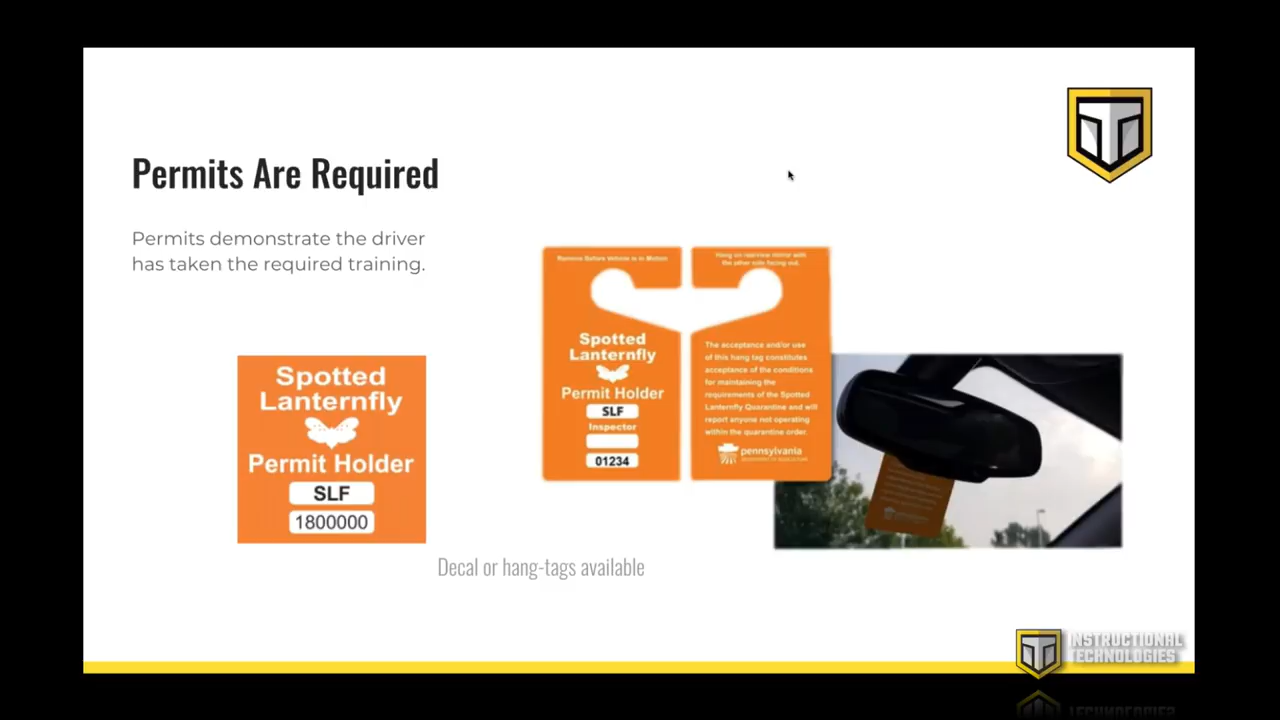 Permits Are Required
Permits demonstrate the driver
has taken the required training.
Spotted
Lanternfly
Permit Holder
SLF
1800000
Remove Before Vehicle is in Motion
Spotted
Lanternfly
Permit Holder
SLF
Inspector
01234
Hang on rearview mirror with
the other side facing out.
The acceptance and/or use
of this hang tag constitutes
acceptance of the conditions
for maintaining the
requirements of the Spotted
Lanternfly Quarantine and will
report anyone not operating
within the quarantine order.
pennsylvania
DEPARTMENT OF AGRICULTURE
Decal or hang-tags available
INSTRUCTIONAL
TECHNOLOGIES